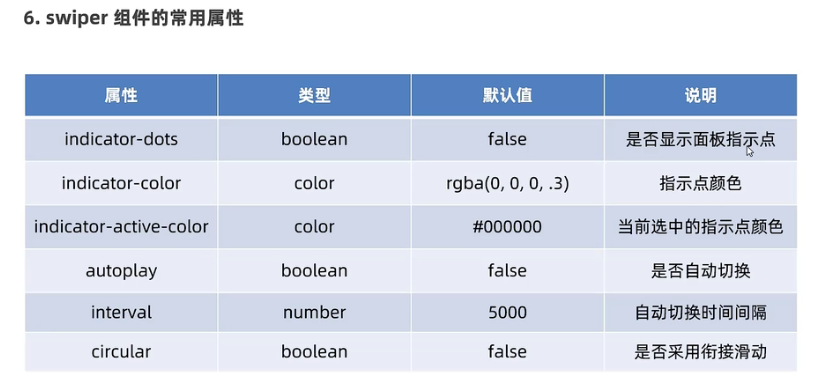 6. swiper 组件的常用属性
属性 类型 默认值 说明
indicator-dots boolean false 是否显示面板指示点
indicator-color color rgba(0, 0, 0, .3) 指示点颜色
indicator-active-color color #000000 当前选中的指示点颜色
autoplay boolean false 是否自动切换
interval number 5000 自动切换时间间隔
circular boolean false 是否采用衔接滑动